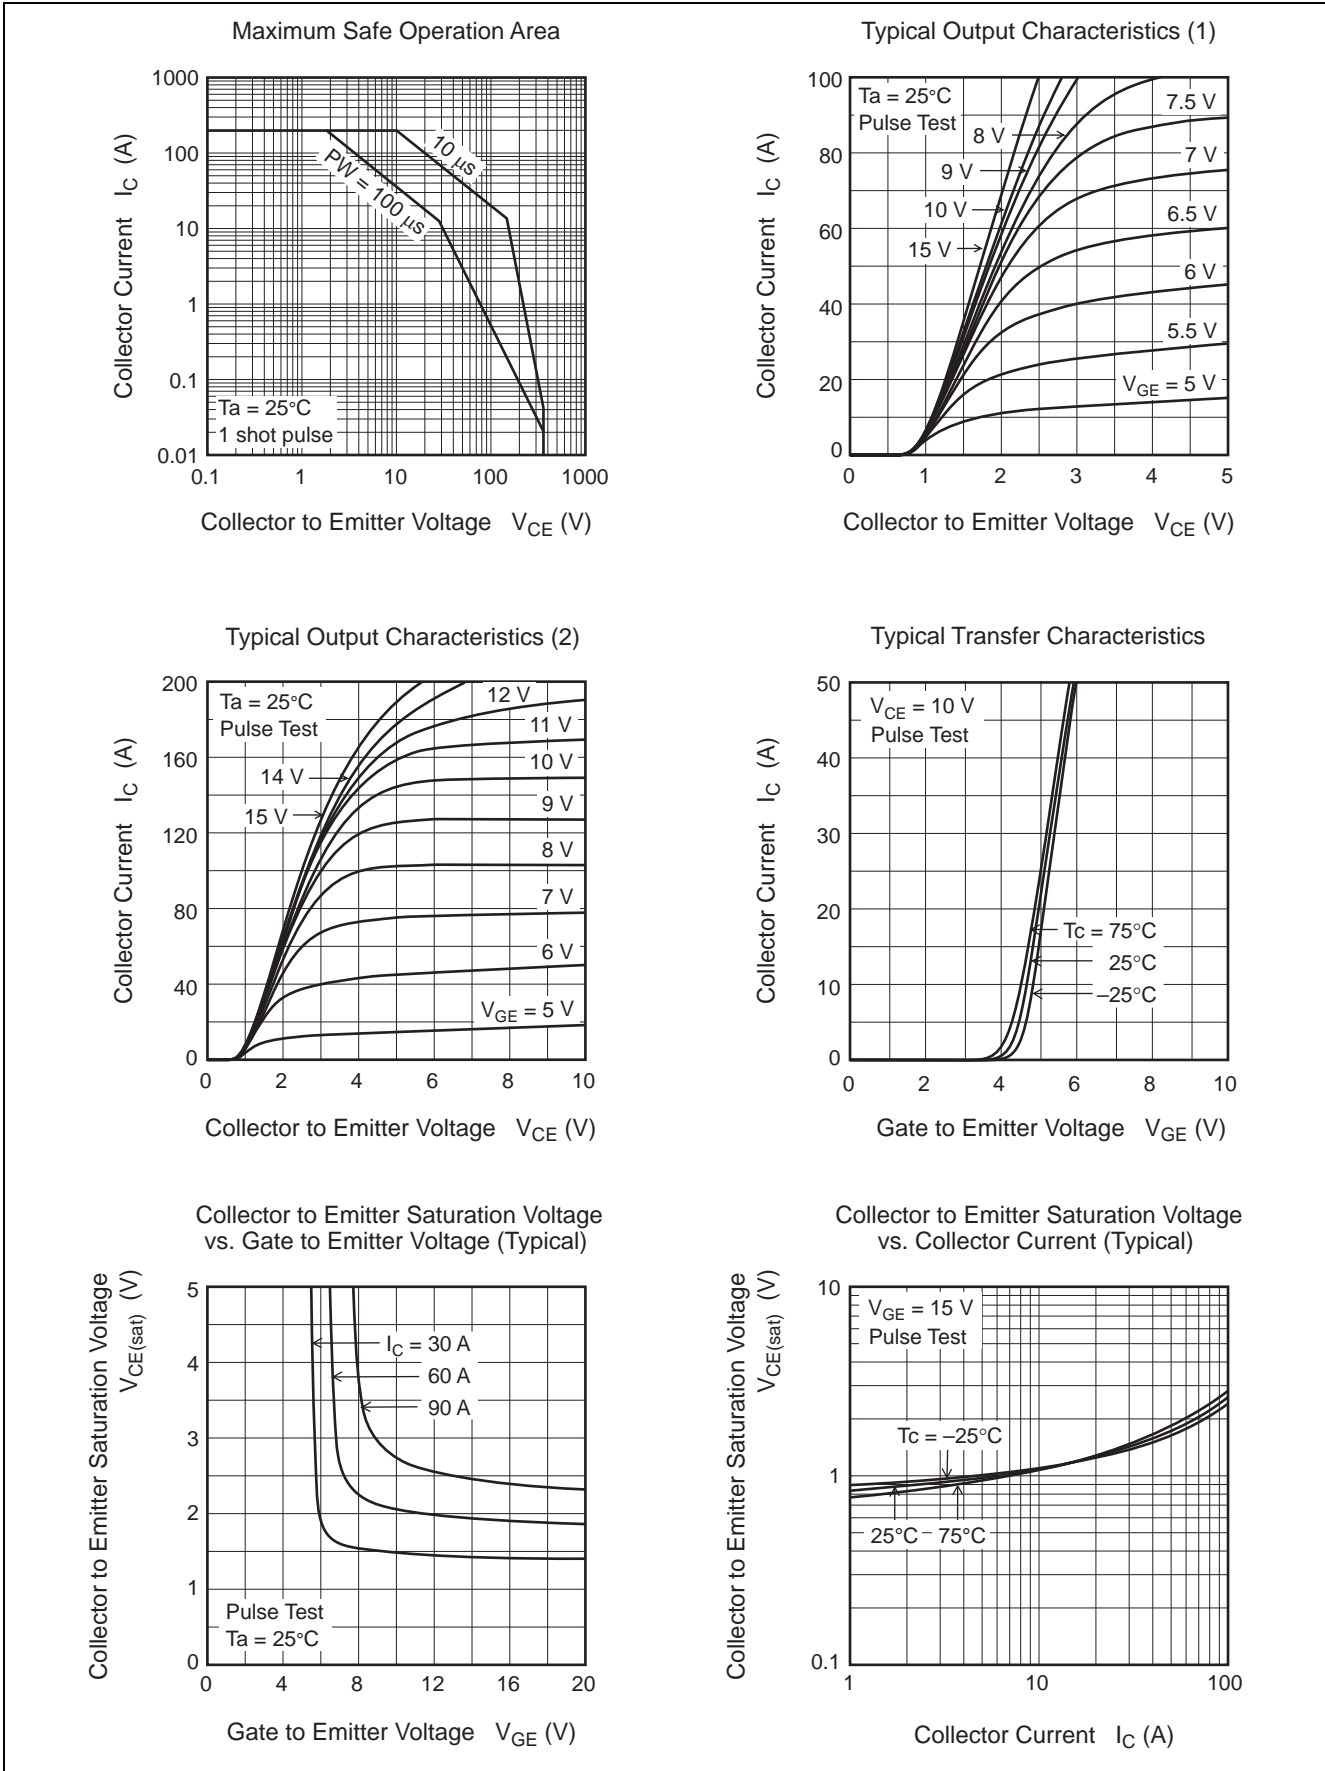 Maximum Safe Operation Area
1000
100
10
1
0.1
0.01
0.1
1
10
100
1000
Collector Current I_C (A)
10 μs
PW = 100 μs
Ta = 25°C
1 shot pulse
Collector to Emitter Voltage V_CE (V)
Typical Output Characteristics (1)
100
80
60
40
20
0
0
1
2
3
4
5
Collector Current I_C (A)
Ta = 25°C
Pulse Test
7.5 V
8 V
7 V
9 V
10 V
6.5 V
15 V
6 V
5.5 V
V_GE = 5 V
Collector to Emitter Voltage V_CE (V)
Typical Output Characteristics (2)
200
160
120
80
40
0
0
2
4
6
8
10
Collector Current I_C (A)
Ta = 25°C
Pulse Test
12 V
11 V
10 V
14 V
9 V
15 V
8 V
7 V
6 V
V_GE = 5 V
Collector to Emitter Voltage V_CE (V)
Typical Transfer Characteristics
50
40
30
20
10
0
0
2
4
6
8
10
Collector Current I_C (A)
V_CE = 10 V
Pulse Test
Tc = 75°C
25°C
–25°C
Gate to Emitter Voltage V_GE (V)
Collector to Emitter Saturation Voltage
vs. Gate to Emitter Voltage (Typical)
Collector to Emitter Saturation Voltage
V_CE(sat) (V)
5
4
3
2
1
0
0
4
8
12
16
20
I_C = 30 A
60 A
90 A
Pulse Test
Ta = 25°C
Gate to Emitter Voltage V_GE (V)
Collector to Emitter Saturation Voltage
vs. Collector Current (Typical)
Collector to Emitter Saturation Voltage
V_CE(sat) (V)
10
1
0.1
1
10
100
V_GE = 15 V
Pulse Test
Tc = –25°C
25°C
75°C
Collector Current I_C (A)